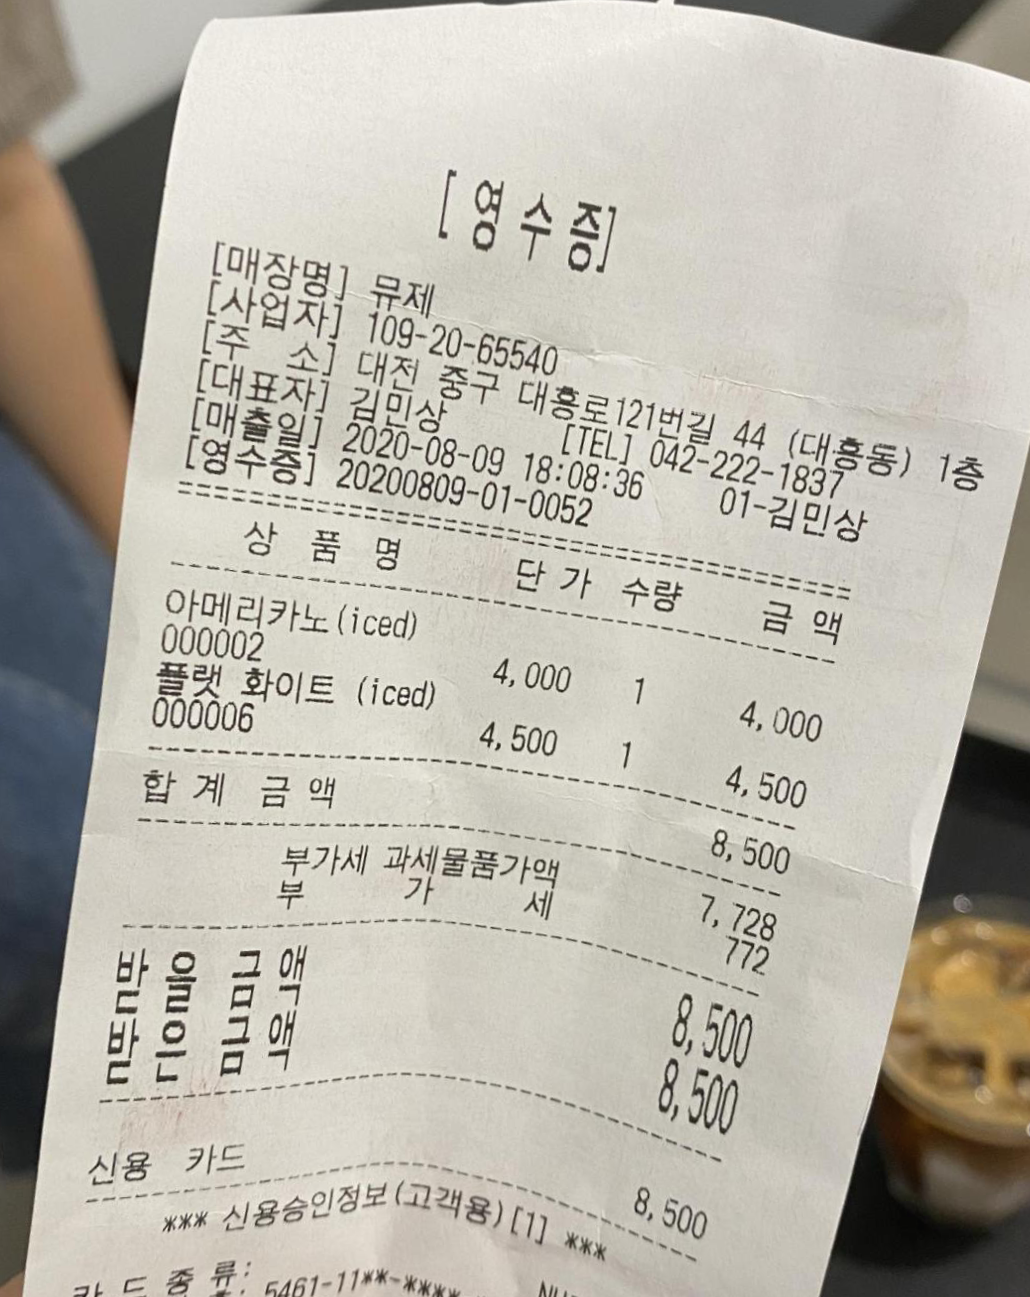 [ 영 수 증]
[매장명] 뮤제
[사업자] 109-20-65540
[주 소] 대전 중구 대흥로121번길 44 (대흥동) 1층
[대표자] 김민상 [TEL] 042-222-1837
[매출일] 2020-08-09 18:08:36 01-김민상
[영수증] 20200809-01-0052
상 품 명 단 가 수량 금 액
아메리카노(iced)
000002 4,000 1 4,000
플랫 화이트 (iced)
000006 4,500 1 4,500
합 계 금 액 8,500
부가세 과세물품가액 7,728
부 가 세 772
받 을 금 액 8,500
받 은 금 액 8,500
신용 카드 8,500
*** 신용승인정보(고객용)[1] ***
카 드 종 류:
5461-11**-****